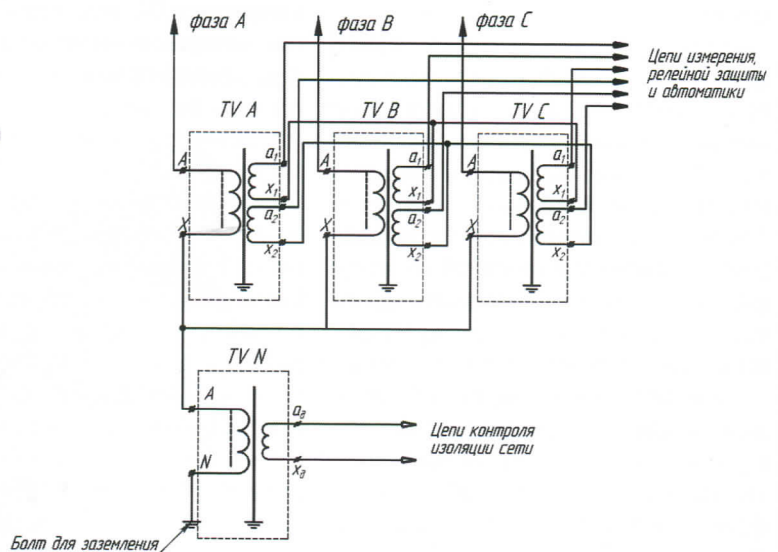 фаза А
фаза В
фаза С
Цепи измерения,
релейной защиты
и автоматики
TV A
TV B
TV C
A
a₁
x₁
a₂
X
x₂
A
a₁
x₁
a₂
X
x₂
A
a₁
x₁
a₂
X
x₂
TV N
A
aд
N
xд
Цепи контроля
изоляции сети
Болт для заземления